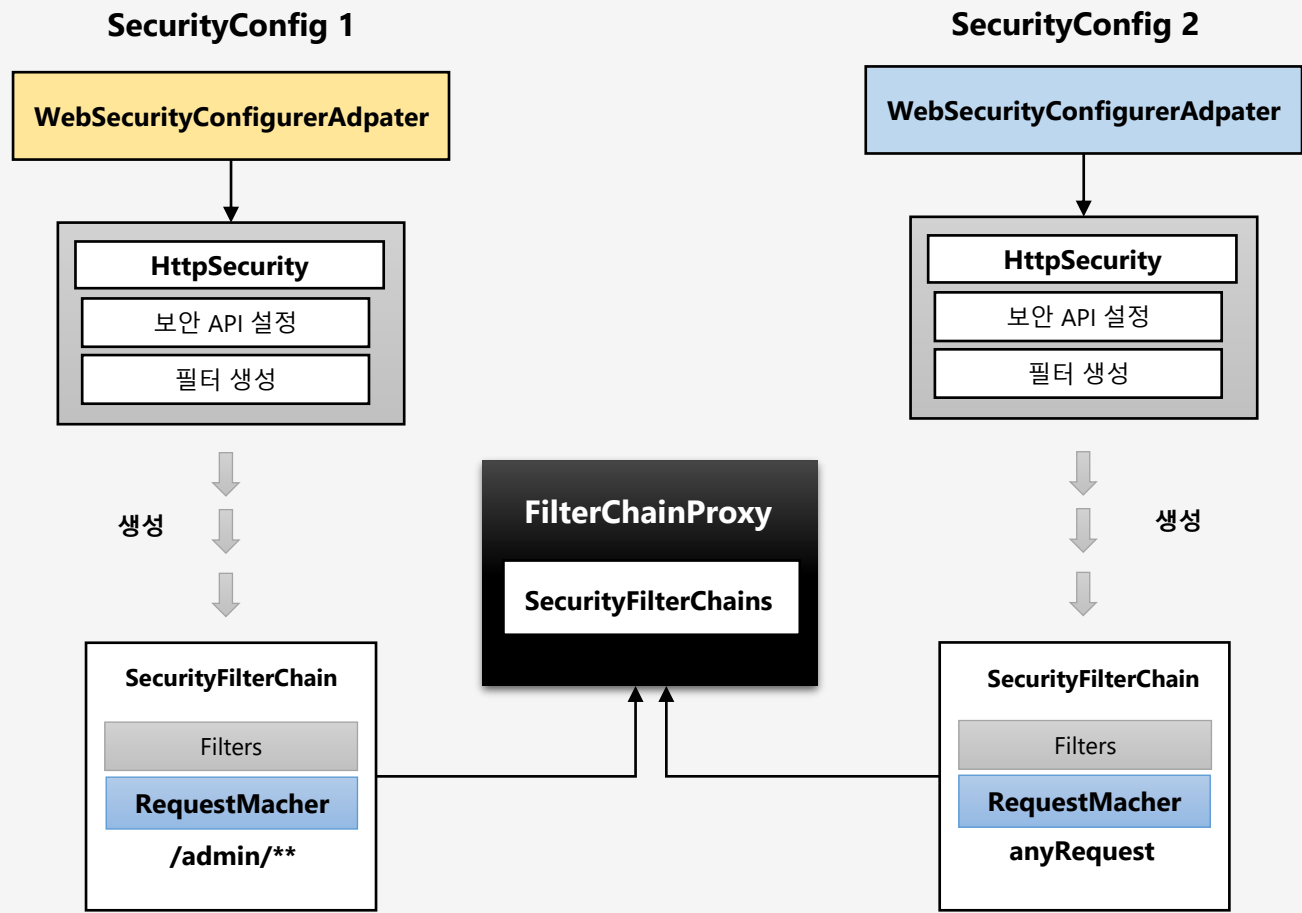 SecurityConfig 1
WebSecurityConfigurerAdpater
HttpSecurity
보안 API 설정
필터 생성
생성
SecurityFilterChain
Filters
RequestMacher
/admin/**
FilterChainProxy
SecurityFilterChains
SecurityConfig 2
WebSecurityConfigurerAdpater
HttpSecurity
보안 API 설정
필터 생성
생성
SecurityFilterChain
Filters
RequestMacher
anyRequest